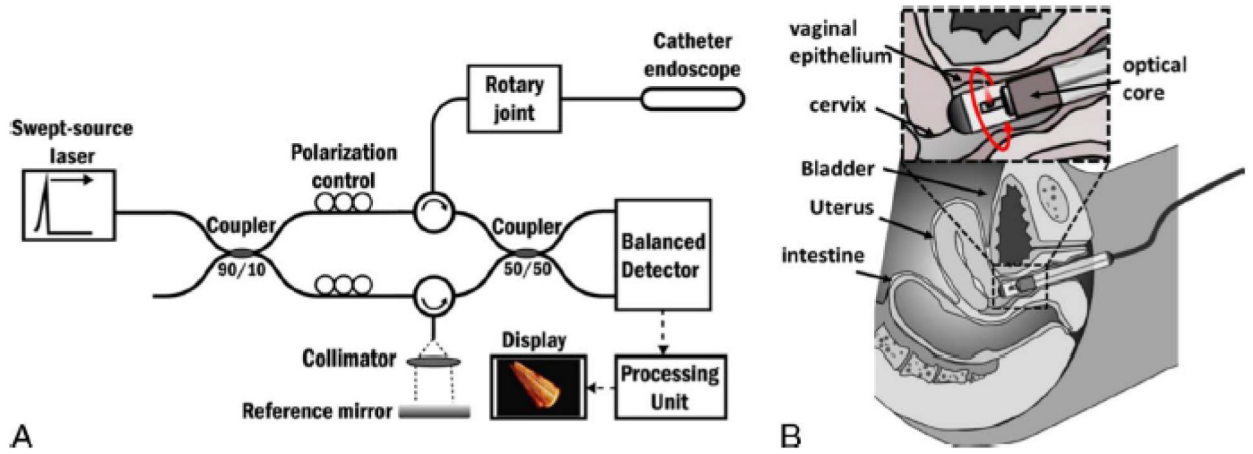 Swept-source
laser
Polarization
control
Coupler
90/10
Rotary
joint
Catheter
endoscope
Coupler
50/50
Balanced
Detector
Collimator
Reference mirror
Display
Processing
Unit
A
vaginal
epithelium
optical
core
cervix
Bladder
Uterus
intestine
B